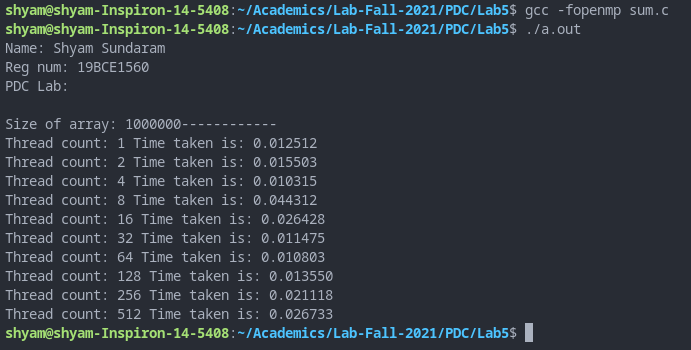 shyam@shyam-Inspiron-14-5408:~/Academics/Lab-Fall-2021/PDC/Lab5$ gcc -fopenmp sum.c
shyam@shyam-Inspiron-14-5408:~/Academics/Lab-Fall-2021/PDC/Lab5$ ./a.out
Name: Shyam Sundaram
Reg num: 19BCE1560
PDC Lab:
Size of array: 1000000------------
Thread count: 1 Time taken is: 0.012512
Thread count: 2 Time taken is: 0.015503
Thread count: 4 Time taken is: 0.010315
Thread count: 8 Time taken is: 0.044312
Thread count: 16 Time taken is: 0.026428
Thread count: 32 Time taken is: 0.011475
Thread count: 64 Time taken is: 0.010803
Thread count: 128 Time taken is: 0.013550
Thread count: 256 Time taken is: 0.021118
Thread count: 512 Time taken is: 0.026733
shyam@shyam-Inspiron-14-5408:~/Academics/Lab-Fall-2021/PDC/Lab5$